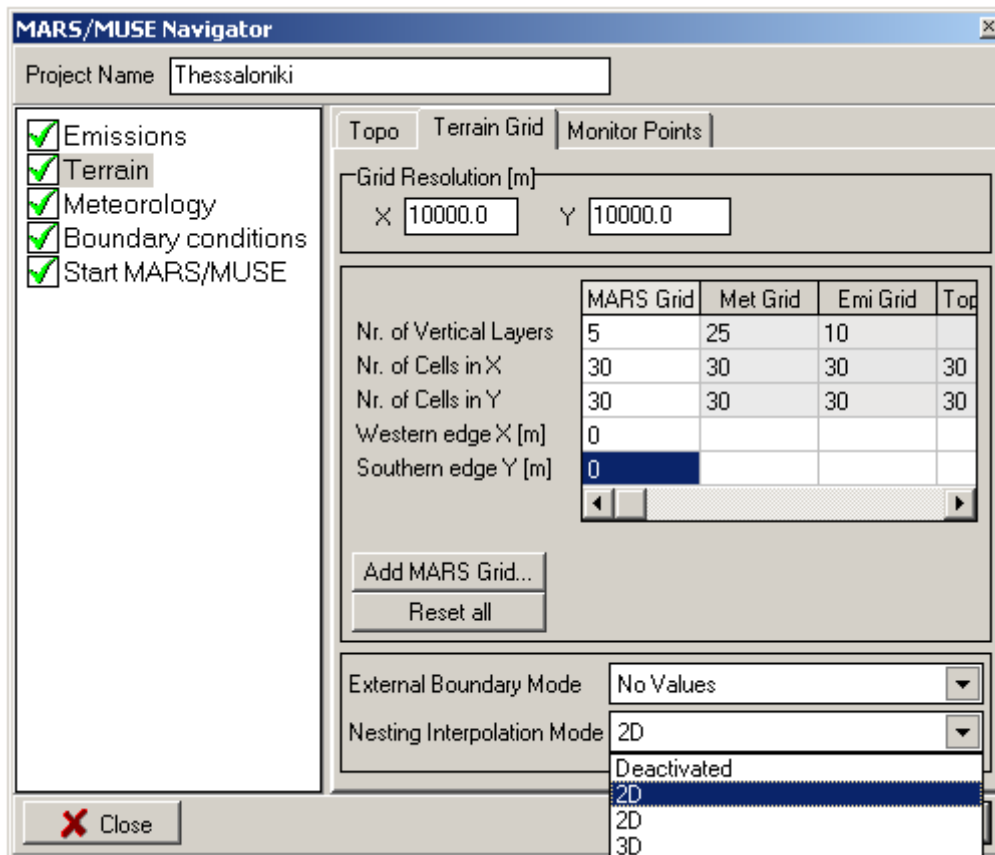 MARS/MUSE Navigator
Project Name Thessaloniki
Emissions
Terrain
Meteorology
Boundary conditions
Start MARS/MUSE
Topo Terrain Grid Monitor Points
Grid Resolution [m]
X 10000.0 Y 10000.0
MARS Grid Met Grid Emi Grid Top
Nr. of Vertical Layers 5 25 10
Nr. of Cells in X 30 30 30 30
Nr. of Cells in Y 30 30 30 30
Western edge X [m] 0
Southern edge Y [m] 0
Add MARS Grid...
Reset all
External Boundary Mode No Values
Nesting Interpolation Mode 2D
Deactivated
2D
2D
3D
Close